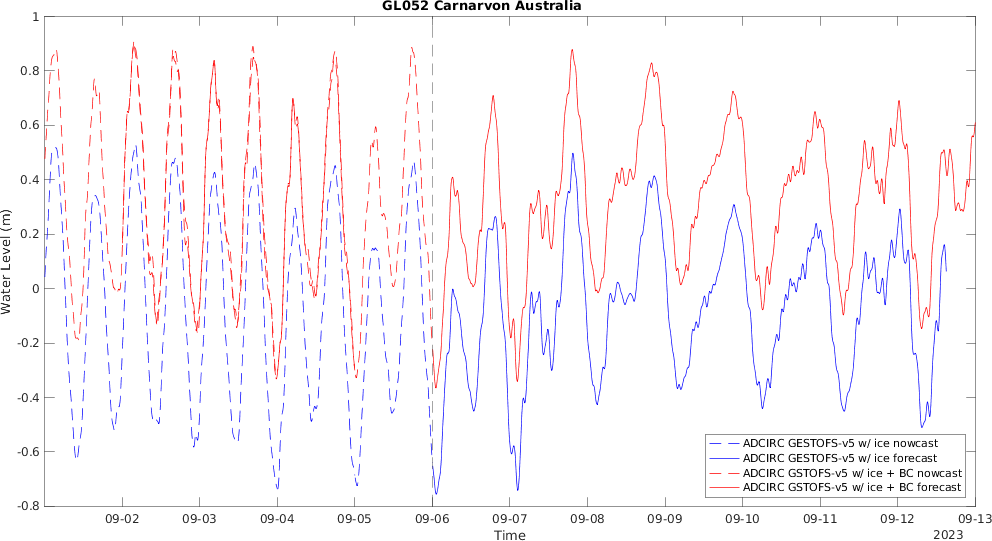 GL052 Carnarvon Australia
Water Level (m)
1
0.8
0.6
0.4
0.2
0
-0.2
-0.4
-0.6
-0.8
ADCIRC GESTOFS-v5 w/ ice nowcast
ADCIRC GESTOFS-v5 w/ ice forecast
ADCIRC GSTOFS-v5 w/ ice + BC nowcast
ADCIRC GSTOFS-v5 w/ ice + BC forecast
09-02 09-03 09-04 09-05 09-06 09-07 09-08 09-09 09-10 09-11 09-12 09-13
Time
2023